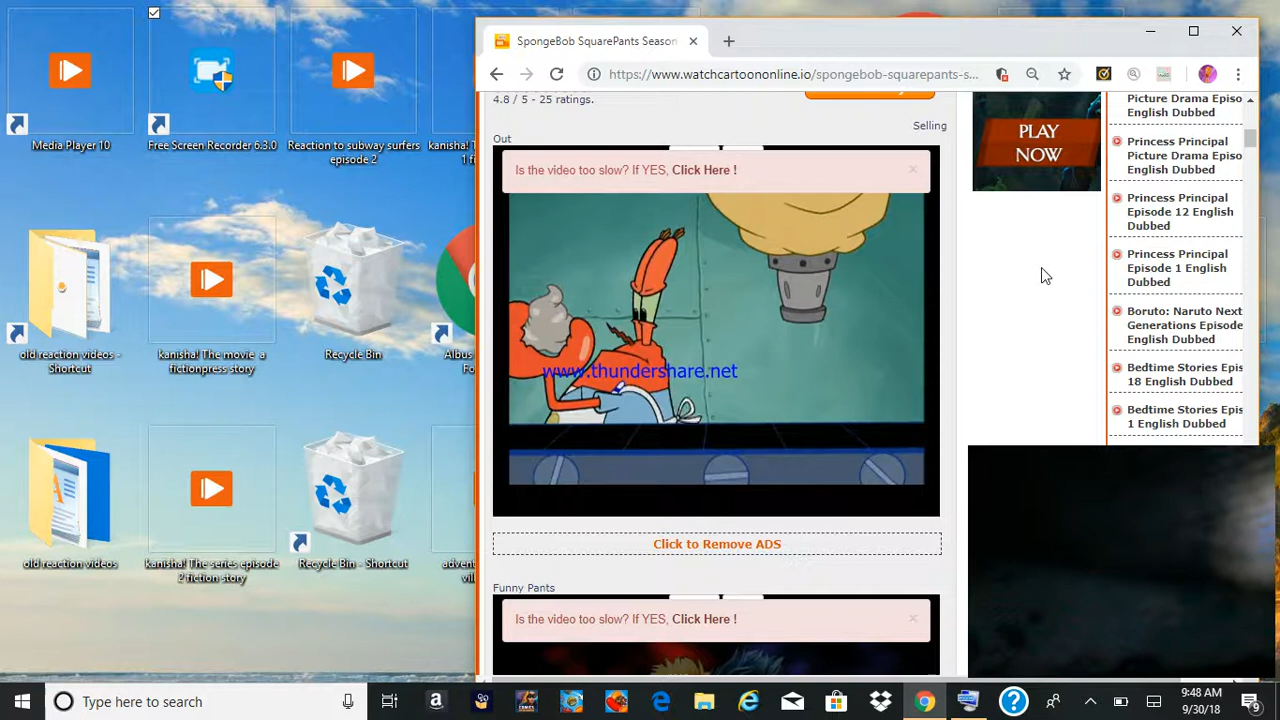 SpongeBob SquarePants Season
https://www.watchcartoononline.io/spongebob-squarepants-s...
4.8 / 5 - 25 ratings.
Selling
Out
Is the video too slow? If YES, Click Here !
www.thundershare.net
Click to Remove ADS
Funny Pants
Is the video too slow? If YES, Click Here !
PLAY
NOW
Picture Drama Episo
English Dubbed
Princess Principal
Picture Drama Episo
English Dubbed
Princess Principal
Episode 12 English
Dubbed
Princess Principal
Episode 1 English
Dubbed
Boruto: Naruto Next
Generations Episode
English Dubbed
Bedtime Stories Epis
18 English Dubbed
Bedtime Stories Epis
1 English Dubbed
Media Player 10
Free Screen Recorder 6.3.0
Reaction to subway surfers
episode 2
kanisha!
1 f
old reaction videos -
Shortcut
kanisha! The movie a
fictionpress story
Recycle Bin
Albus
Fo
old reaction videos
kanisha! The series episode
2 fiction story
Recycle Bin - Shortcut
advent
vil
Type here to search
9:48 AM
9/30/18
9